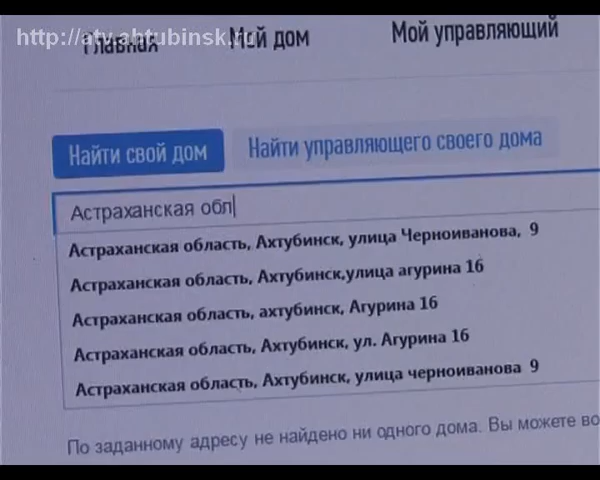 http://atv.ahtubinsk.ru
Главная Мой дом Мой управляющий
Найти свой дом Найти управляющего своего дома
Астраханская обл
Астраханская область, Ахтубинск, улица Черноиванова, 9
Астраханская область, Ахтубинск,улица агурина 16
Астраханская область, ахтубинск, Агурина 16
Астраханская область, Ахтубинск, ул. Агурина 16
Астраханская область, Ахтубинск, улица черноиванова 9
По заданному адресу не найдено ни одного дома. Вы можете во